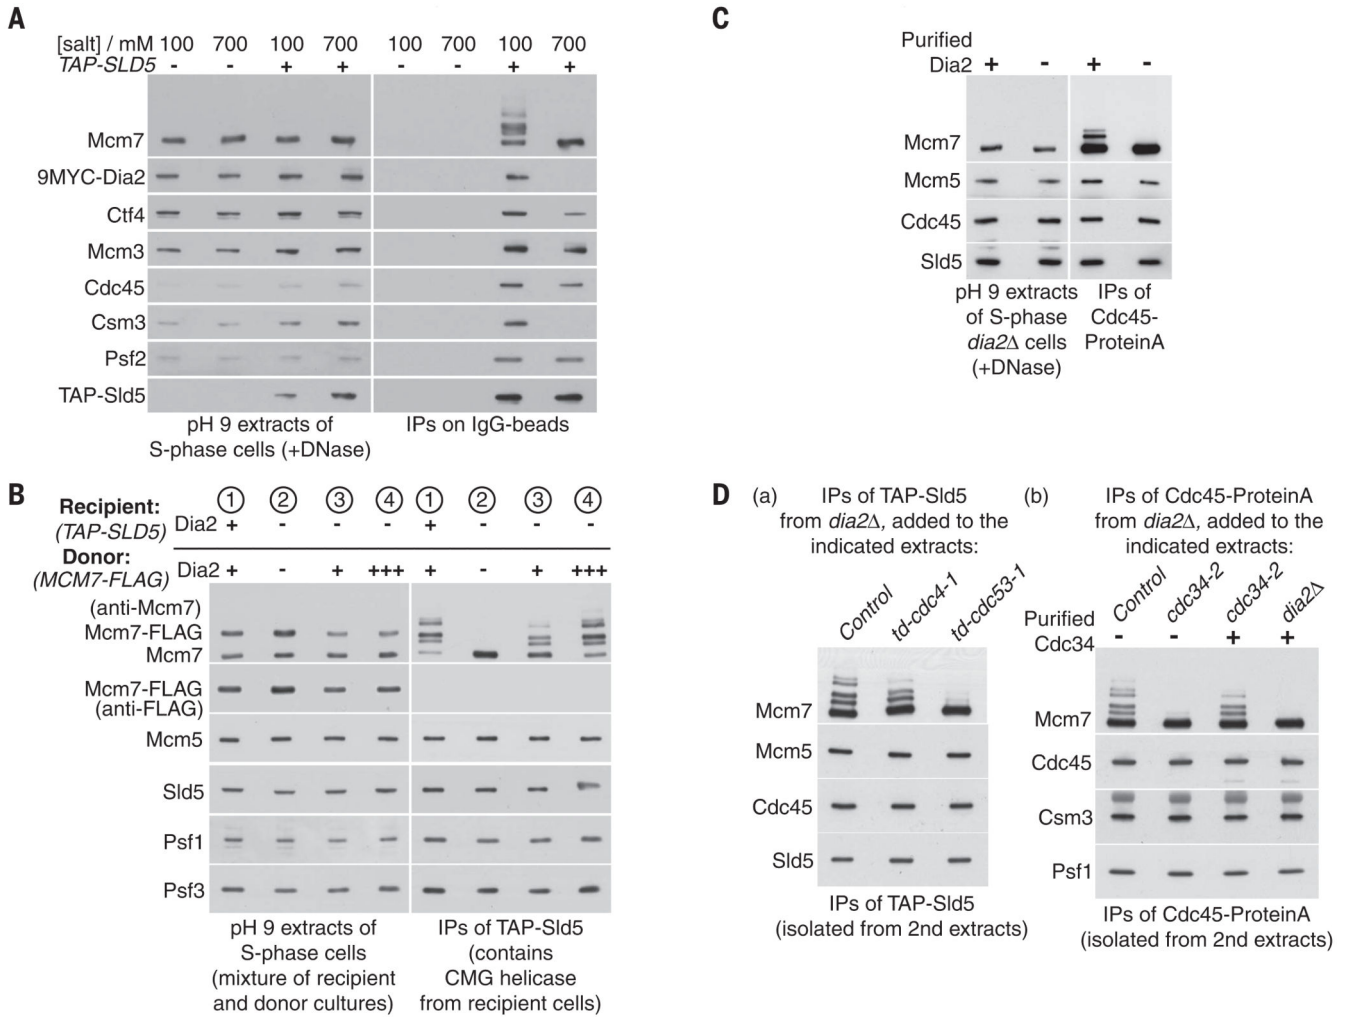 A
[salt] / mM 100 700 100 700 100 700 100 700
TAP-SLD5 - - + + - - + +
Mcm7
9MYC-Dia2
Ctf4
Mcm3
Cdc45
Csm3
Psf2
TAP-Sld5
pH 9 extracts of
S-phase cells (+DNase)
IPs on IgG-beads
B
Recipient: 1 2 3 4 1 2 3 4
(TAP-SLD5) Dia2 + - - - + - - -
Donor:
(MCM7-FLAG) Dia2 + - + +++ + - + +++
(anti-Mcm7)
Mcm7-FLAG
Mcm7
Mcm7-FLAG
(anti-FLAG)
Mcm5
Sld5
Psf1
Psf3
pH 9 extracts of
S-phase cells
(mixture of recipient
and donor cultures)
IPs of TAP-Sld5
(contains
CMG helicase
from recipient cells)
C
Purified
Dia2 + - + -
Mcm7
Mcm5
Cdc45
Sld5
pH 9 extracts
of S-phase
dia2Δ cells
(+DNase)
IPs of
Cdc45-
ProteinA
D
(a) IPs of TAP-Sld5
from dia2Δ, added to the
indicated extracts:
Control td-cdc4-1 td-cdc53-1
Mcm7
Mcm5
Cdc45
Sld5
IPs of TAP-Sld5
(isolated from 2nd extracts)
(b) IPs of Cdc45-ProteinA
from dia2Δ, added to the
indicated extracts:
Control cdc34-2 cdc34-2 dia2Δ
Purified
Cdc34 - - + +
Mcm7
Cdc45
Csm3
Psf1
IPs of Cdc45-ProteinA
(isolated from 2nd extracts)